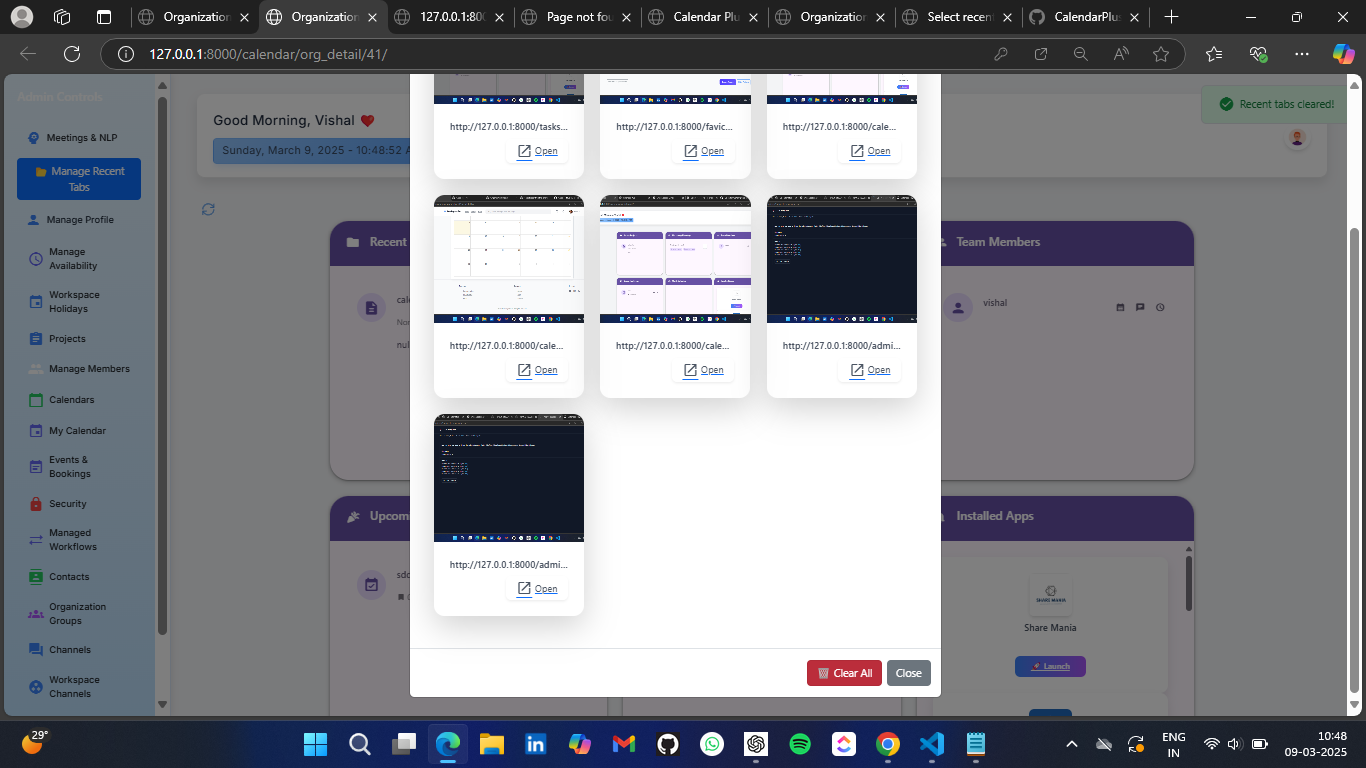 Organization
Organization
127.0.0.1:800
Page not fou
Calendar Plu
Organization
Select recent
CalendarPlus
127.0.0.1:8000/calendar/org_detail/41/
Admin Controls
Meetings & NLP
Manage Recent
Tabs
Manage Profile
Manage
Availability
Workspace
Holidays
Projects
Manage Members
Calendars
My Calendar
Events &
Bookings
Security
Managed
Workflows
Contacts
Organization
Groups
Channels
Workspace
Channels
Good Morning, Vishal ❤️
Sunday, March 9, 2025 - 10:48:52 A
Recent tabs cleared!
Recent
Team Members
vishal
Upcom
Installed Apps
SHARE MANIA
Share Mania
Launch
http://127.0.0.1:8000/tasks...
Open
http://127.0.0.1:8000/favic...
Open
http://127.0.0.1:8000/cale...
Open
http://127.0.0.1:8000/cale...
Open
http://127.0.0.1:8000/cale...
Open
http://127.0.0.1:8000/admi...
Open
http://127.0.0.1:8000/admi...
Open
Clear All
Close
29°
ENG
IN
10:48
09-03-2025